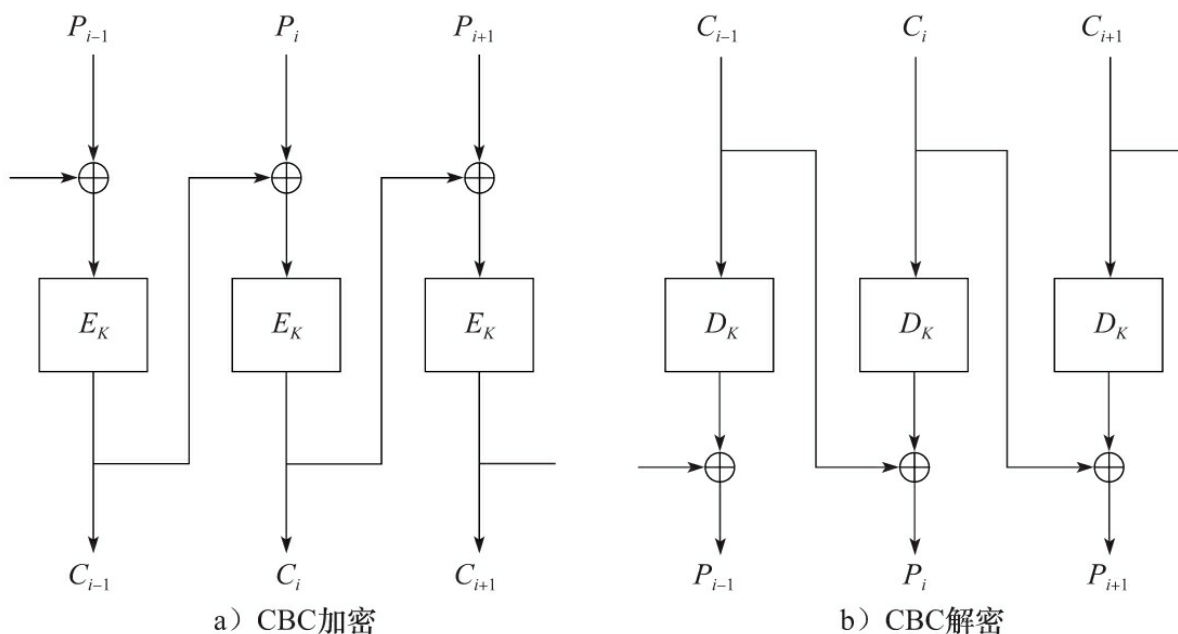 P_{i-1} P_i P_{i+1} C_{i-1} C_i C_{i+1}
E_K E_K E_K D_K D_K D_K
C_{i-1} C_i C_{i+1} P_{i-1} P_i P_{i+1}
a）CBC加密 b）CBC解密